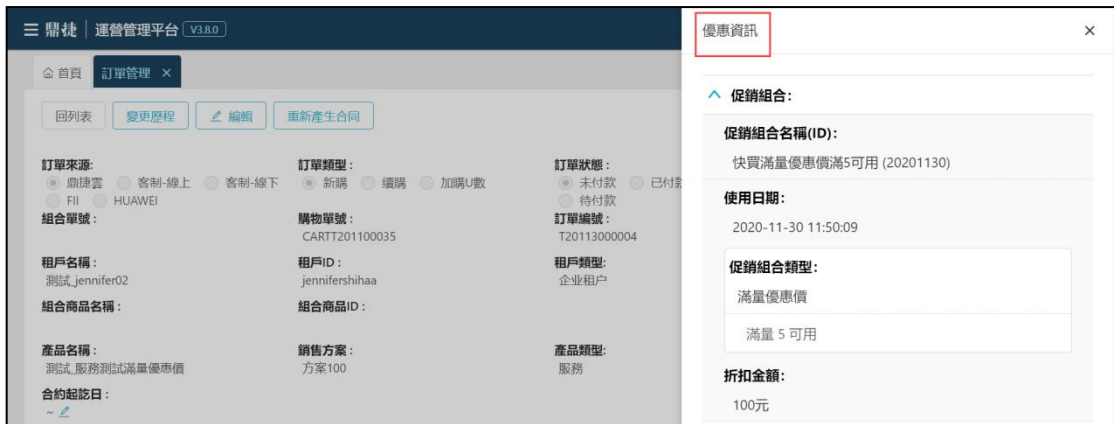 鼎捷 運營管理平台 V3.8.0
首頁 訂單管理 ×
回列表 變更歷程 編輯 重新產生合同
訂單來源: 訂單類型: 訂單狀態:
鼎捷雲 客制-線上 客制-線下 新購 續購 加購U數 未付款 已付款
FII HUAWEI 待付款
組合單號: 購物單號: 訂單編號:
CARTT201100035 T20113000004
租戶名稱: 租戶ID: 租戶類型:
測試_jennifer02 jennifershihaa 企业租户
組合商品名稱: 組合商品ID:
產品名稱: 銷售方案: 產品類型:
測試_服務測試滿量優惠價 方案100 服務
合約起訖日:
~
優惠資訊 ×
促銷組合:
促銷組合名稱(ID):
快買滿量優惠價滿5可用 (20201130)
使用日期:
2020-11-30 11:50:09
促銷組合類型:
滿量優惠價
滿量 5 可用
折扣金額:
100元